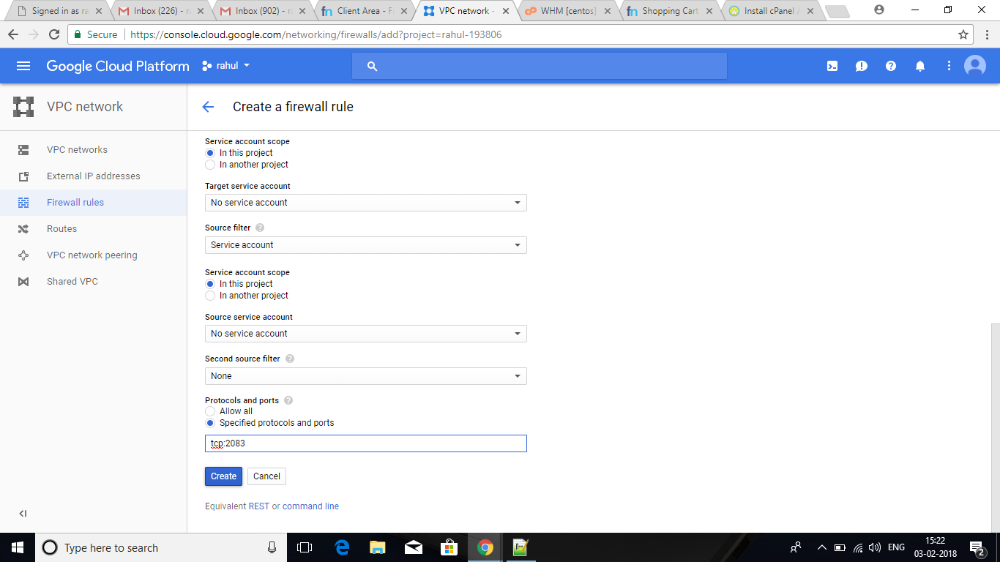 Signed in as ra
Inbox (226) - ra
Inbox (902) - ra
Client Area - F
VPC network -
WHM [centos]
Shopping Cart
Install cPanel /
Secure https://console.cloud.google.com/networking/firewalls/add?project=rahul-193806
Google Cloud Platform rahul
VPC network
Create a firewall rule
VPC networks
External IP addresses
Firewall rules
Routes
VPC network peering
Shared VPC
Service account scope
In this project
In another project
Target service account
No service account
Source filter ?
Service account
Service account scope
In this project
In another project
Source service account
No service account
Second source filter ?
None
Protocols and ports ?
Allow all
Specified protocols and ports
tcp:2083
Create Cancel
Equivalent REST or command line
Type here to search
ENG
15:22
03-02-2018
2